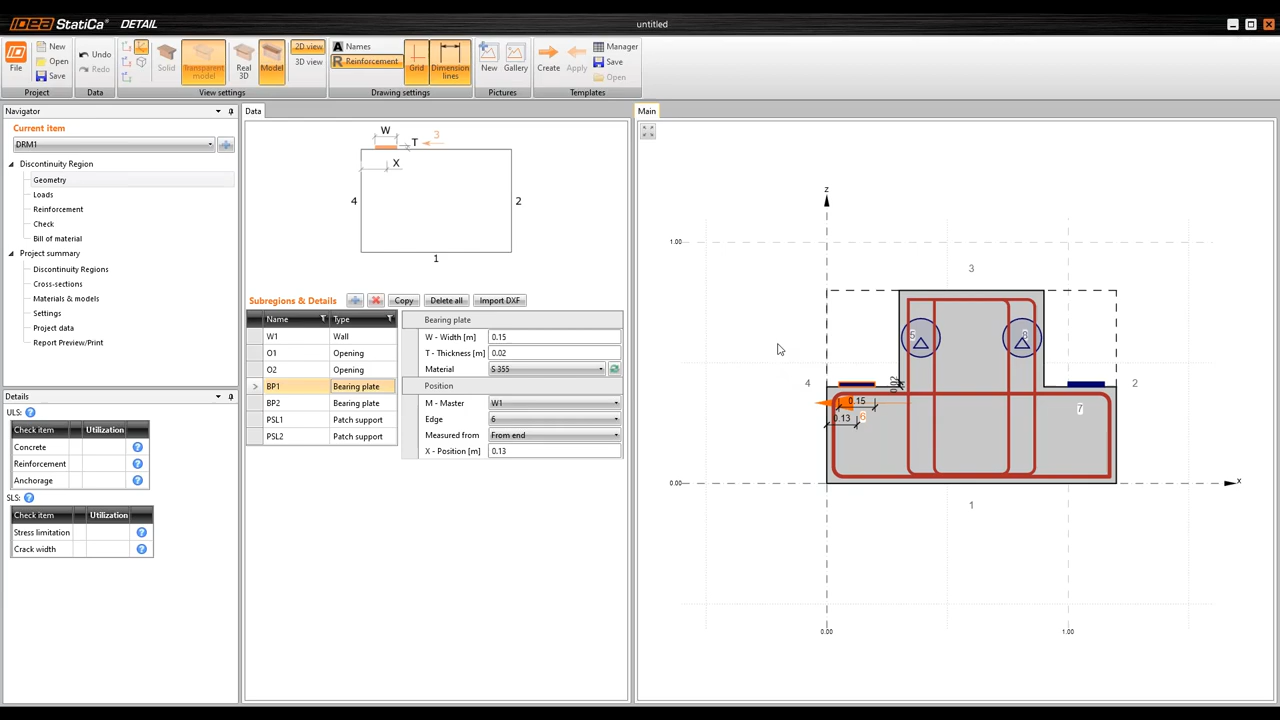 IDEA StatiCa® DETAIL
untitled
File
New
Open
Save
Project
Undo
Redo
Data
Solid
Transparent model
Real 3D
Model
2D view
3D view
View settings
Names
Reinforcement
Grid
Dimension lines
Drawing settings
New
Gallery
Pictures
Create
Apply
Manager
Save
Open
Templates
Navigator
Current item
DRM1
Discontinuity Region
Geometry
Loads
Reinforcement
Check
Bill of material
Project summary
Discontinuity Regions
Cross-sections
Materials & models
Settings
Project data
Report Preview/Print
Details
ULS:
Check item Utilization
Concrete
Reinforcement
Anchorage
SLS:
Check item Utilization
Stress limitation
Crack width
Data
W
T 3
X
4 2
1
Subregions & Details Copy Delete all Import DXF
Name Type
W1 Wall
O1 Opening
O2 Opening
BP1 Bearing plate
BP2 Bearing plate
PSL1 Patch support
PSL2 Patch support
Bearing plate
W - Width [m] 0.15
T - Thickness [m] 0.02
Material S 355
Position
M - Master W1
Edge 6
Measured from From end
X - Position [m] 0.13
Main
z
1.00
3
5 8
4 0.02 2
0.15 7
0.13 6
0.00 x
1
0.00 1.00